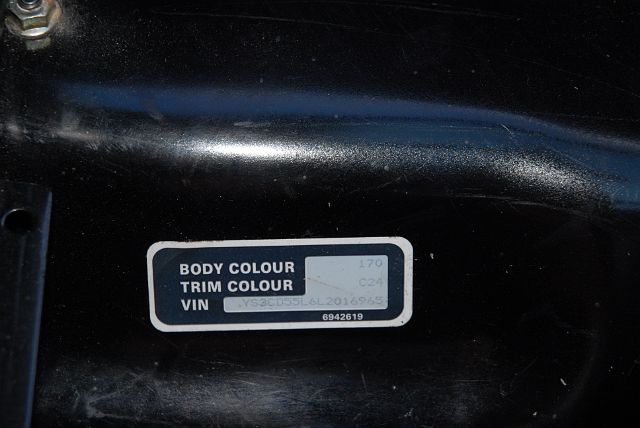 BODY COLOUR 170
TRIM COLOUR C24
VIN YS3CD55L6L2016965
6942619